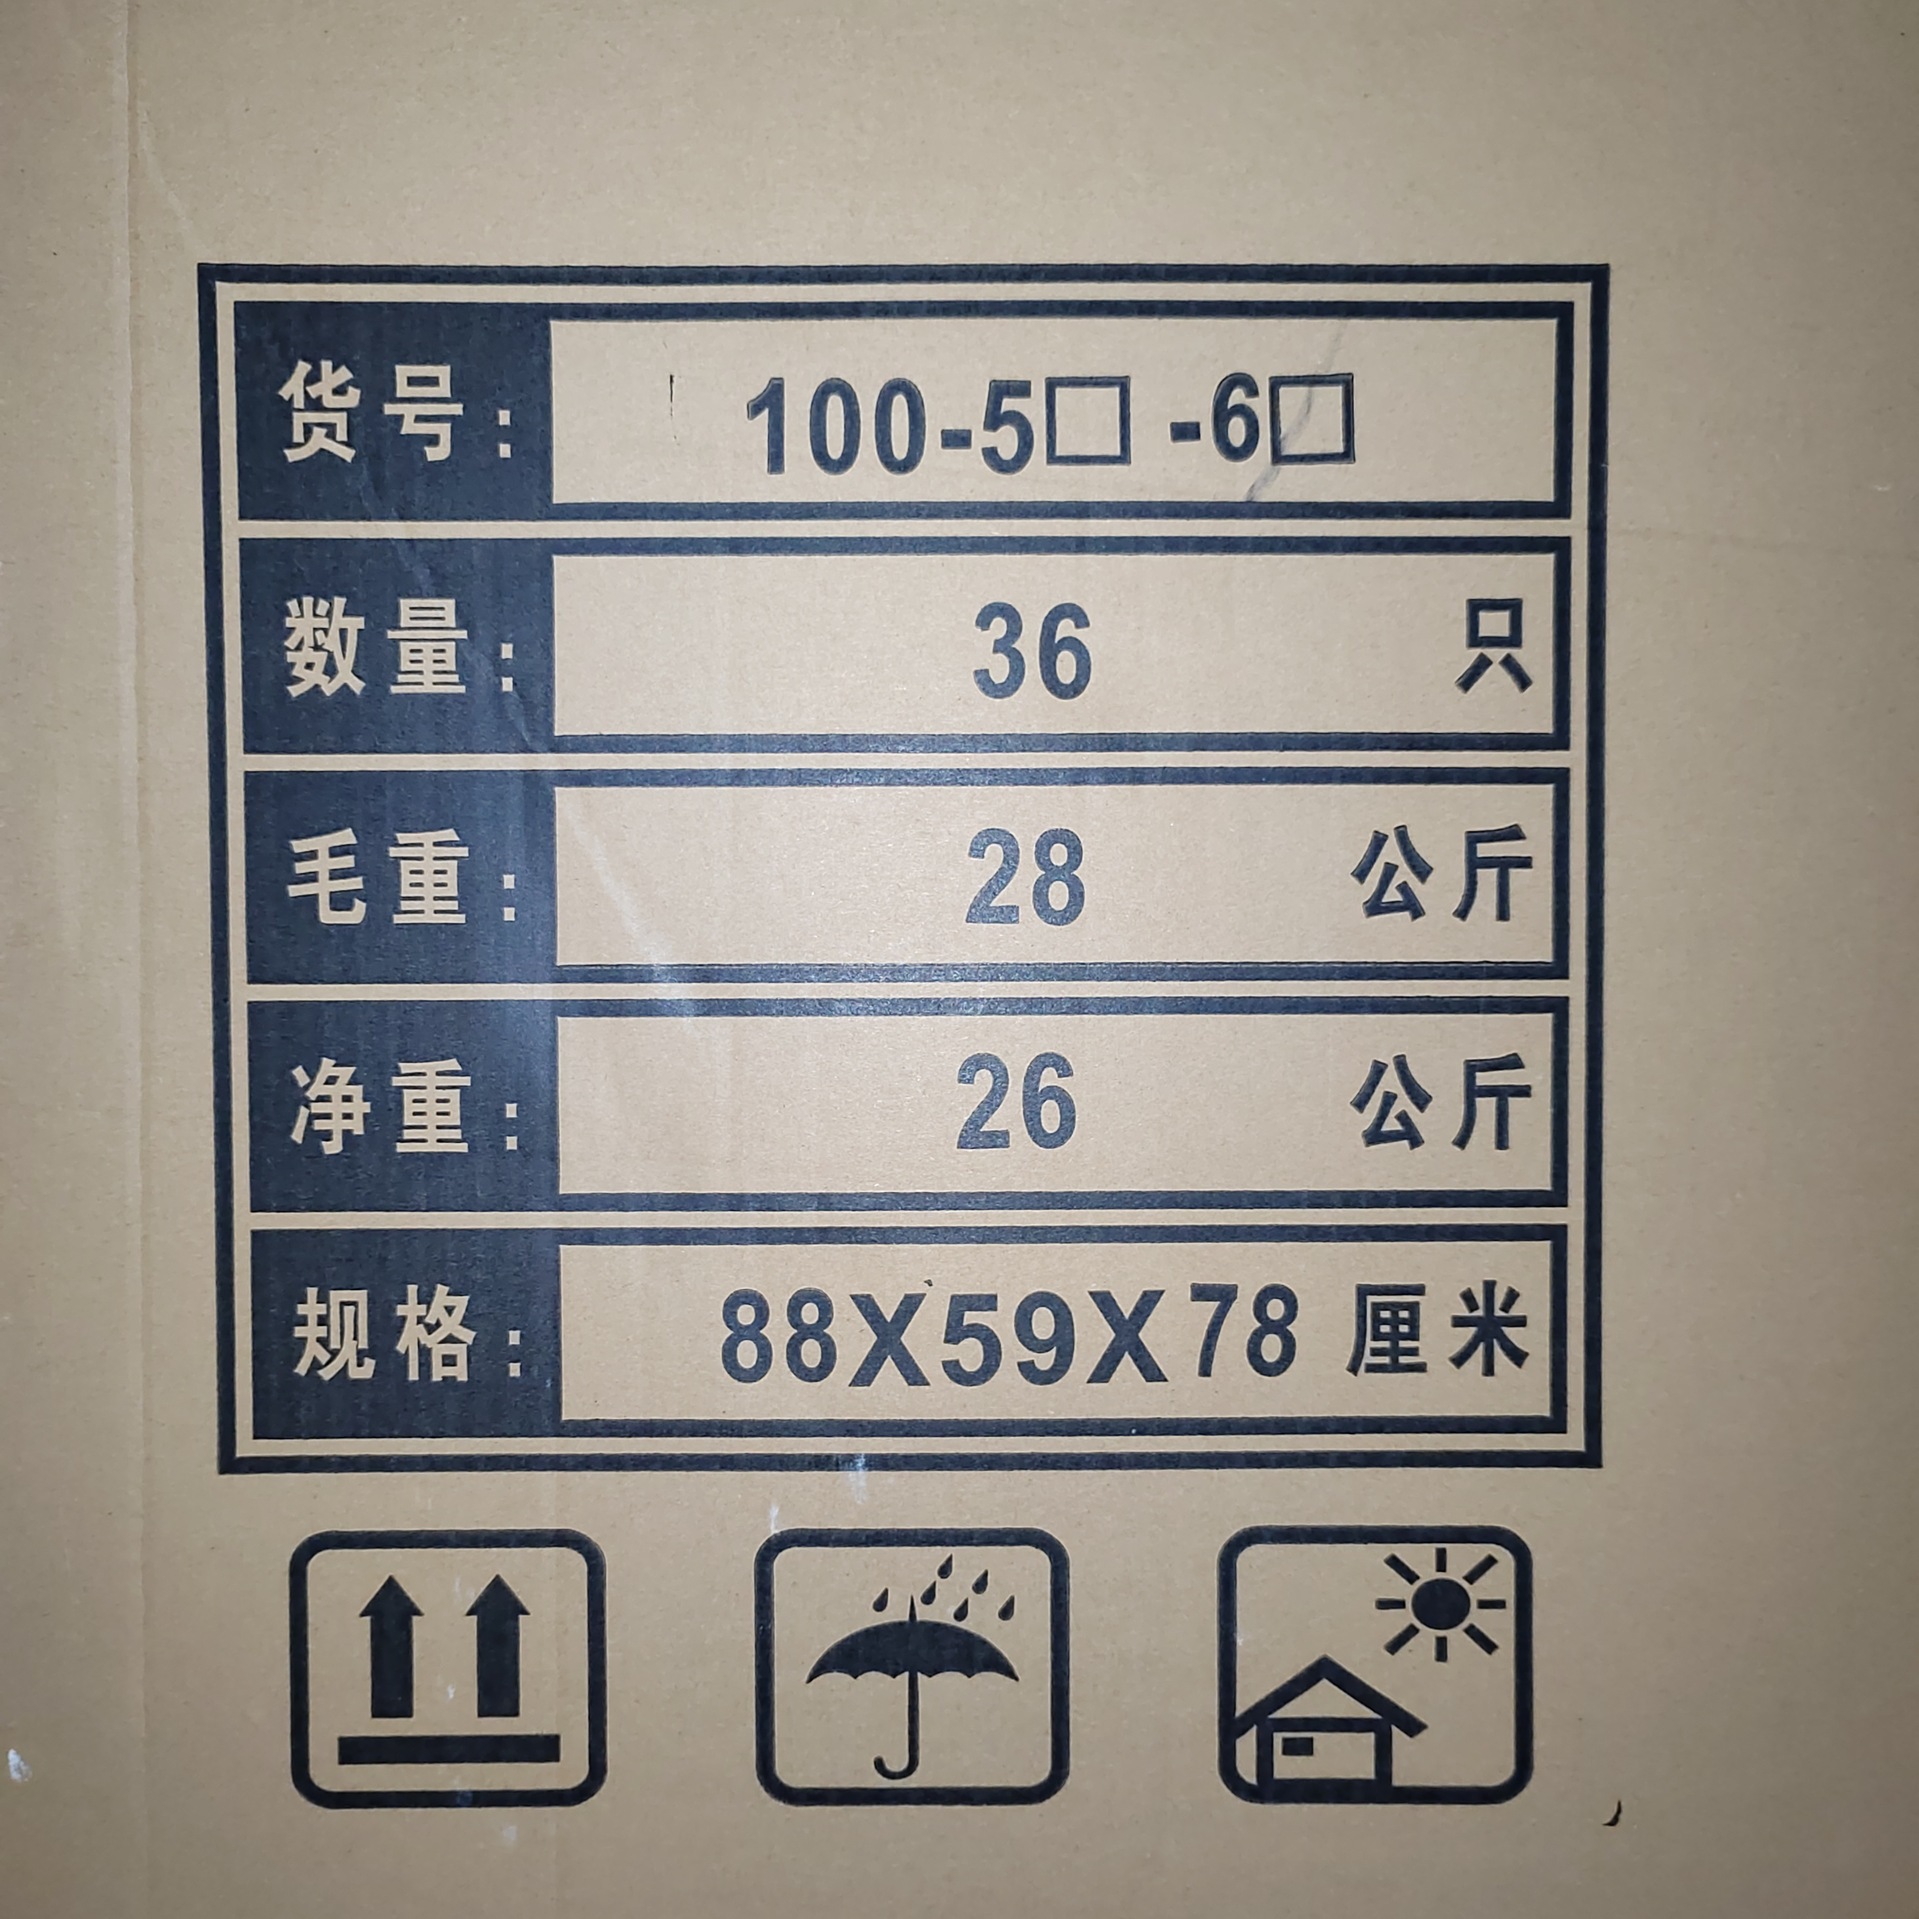 货号: 100-5□ -6□
数量: 36 只
毛重: 28 公斤
净重: 26 公斤
规格: 88X59X78 厘米